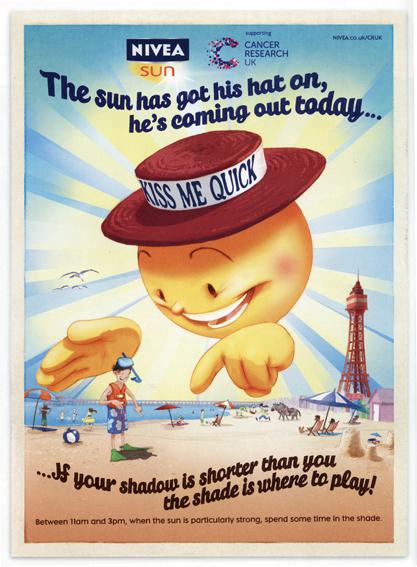 NIVEA
sun
supporting
CANCER
RESEARCH
UK
NIVEA.co.uk/CRUK
The sun has got his hat on,
he's coming out today...
KISS ME QUICK
...If your shadow is shorter than you
the shade is where to play!
Between 11am and 3pm, when the sun is particularly strong, spend some time in the shade.